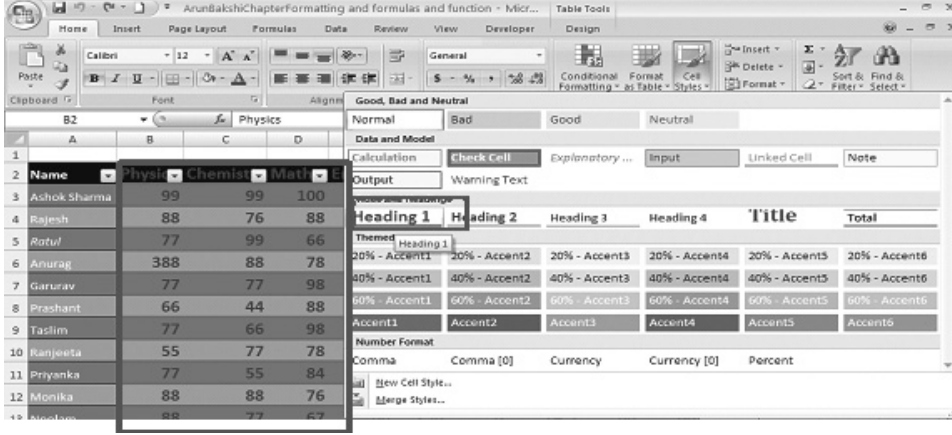 ArunBakshiChapterFormatting and formulas and function - Micr...
Table Tools
Home Insert Page Layout Formulas Data Review View Developer Design
Paste
Calibri 12 A A
B I U A
General
$ - % ,
Conditional Formatting - as Table - Styles -
Format
Cell
Insert
Delete
Format
Σ
Sort & Filter - Select -
Find &
Clipboard Font Alignm
B2 fx Physics
A B C D
Good, Bad and Neutral
Normal Bad Good Neutral
Data and Model
Calculation Check Cell Explanatory ... Input Linked Cell Note
Output Warning Text
Heading 1 Heading 2 Heading 3 Heading 4 Title Total
Themed
Heading 1
20% - Accent1 20% - Accent2 20% - Accent3 20% - Accent4 20% - Accent5 20% - Accent6
40% - Accent1 40% - Accent2 40% - Accent3 40% - Accent4 40% - Accent5 40% - Accent6
60% - Accent1 60% - Accent2 60% - Accent3 60% - Accent4 60% - Accent5 60% - Accent6
Accent1 Accent2 Accent3 Accent4 Accent5 Accent6
Number Format
Comma Comma [0] Currency Currency [0] Percent
New Cell Style...
Merge Styles...
1
2 Name Physic Chemist Math E
3 Ashok Sharma 99 99 100
4 Rajesh 88 76 88
5 Ratul 77 99 66
6 Anurag 388 88 78
7 Garurav 77 77 98
8 Prashant 66 44 88
9 Taslim 77 66 98
10 Ranjeeta 55 77 78
11 Priyanka 77 55 84
12 Monika 88 88 76
13 Neelam 88 77 67